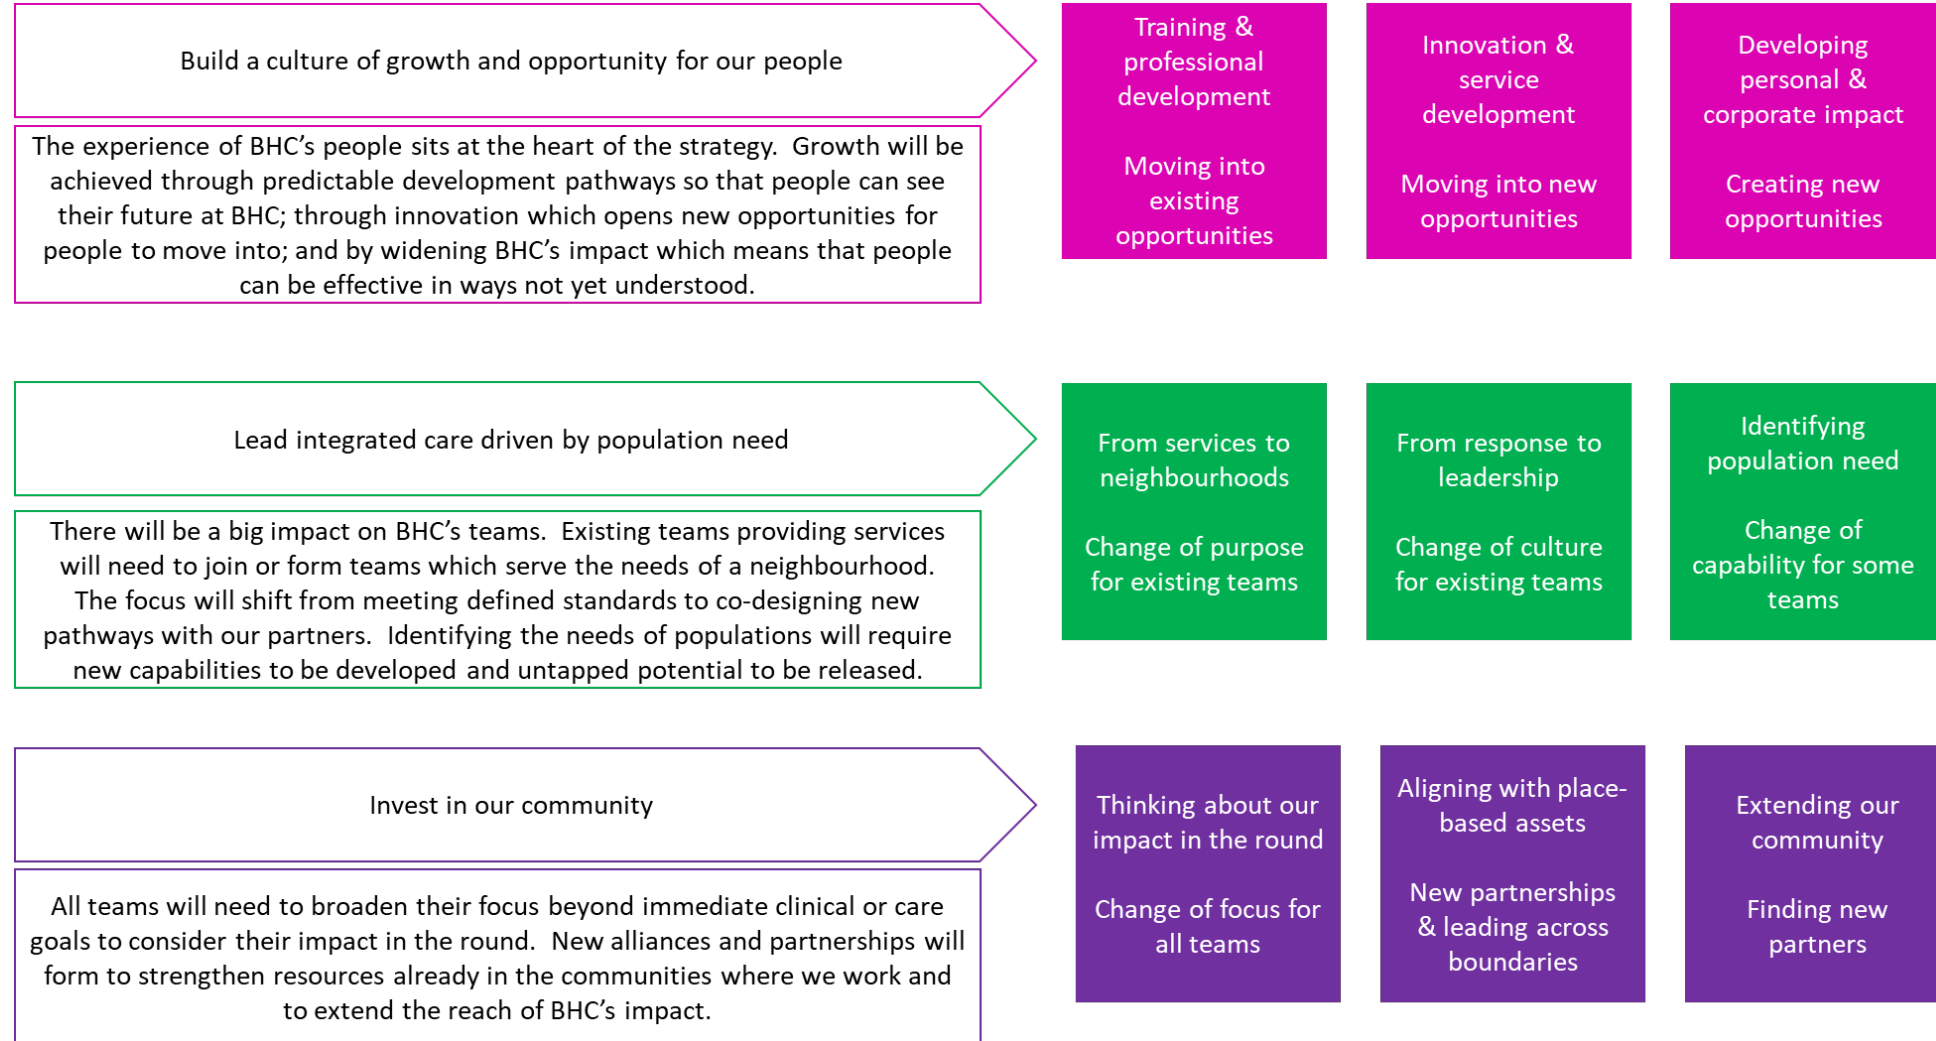 Build a culture of growth and opportunity for our people
The experience of BHC’s people sits at the heart of the strategy.  Growth will be
achieved through predictable development pathways so that people can see
their future at BHC; through innovation which opens new opportunities for
people to move into; and by widening BHC’s impact which means that people
can be effective in ways not yet understood.
Training &
professional
development
Moving into
existing
opportunities
Innovation &
service
development
Moving into new
opportunities
Developing
personal &
corporate impact
Creating new
opportunities
Lead integrated care driven by population need
There will be a big impact on BHC’s teams.  Existing teams providing services
will need to join or form teams which serve the needs of a neighbourhood.
The focus will shift from meeting defined standards to co-designing new
pathways with our partners.  Identifying the needs of populations will require
new capabilities to be developed and untapped potential to be released.
From services to
neighbourhoods
Change of purpose
for existing teams
From response to
leadership
Change of culture
for existing teams
Identifying
population need
Change of
capability for some
teams
Invest in our community
All teams will need to broaden their focus beyond immediate clinical or care
goals to consider their impact in the round.  New alliances and partnerships will
form to strengthen resources already in the communities where we work and
to extend the reach of BHC’s impact.
Thinking about our
impact in the round
Change of focus for
all teams
Aligning with place-
based assets
New partnerships
& leading across
boundaries
Extending our
community
Finding new
partners